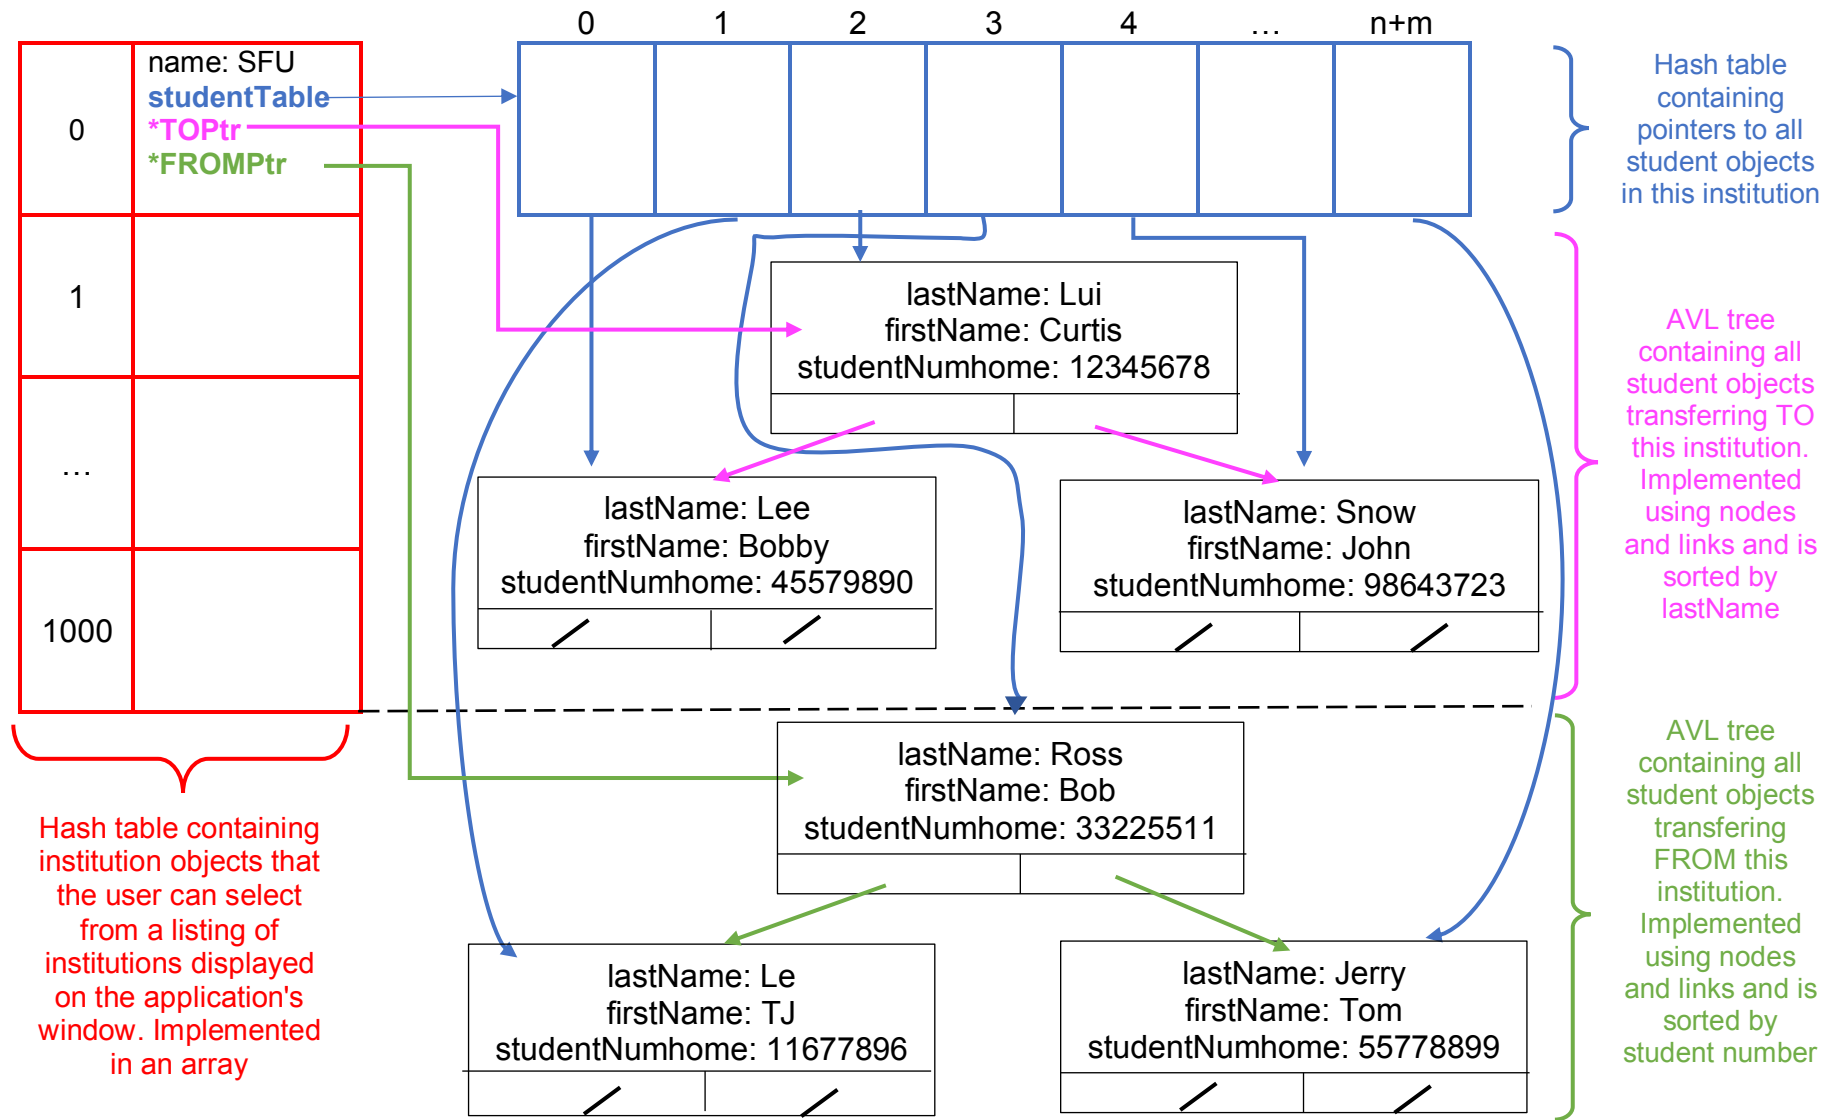 0 1 2 3 4 … n+m
name: SFU
studentTable
*TOPtr
*FROMPtr
0
1
…
1000
Hash table
containing
pointers to all
student objects
in this institution
lastName: Lui
firstName: Curtis
studentNumhome: 12345678
lastName: Lee
firstName: Bobby
studentNumhome: 45579890
lastName: Snow
firstName: John
studentNumhome: 98643723
AVL tree
containing all
student objects
transferring TO
this institution.
Implemented
using nodes
and links and is
sorted by
lastName
lastName: Ross
firstName: Bob
studentNumhome: 33225511
lastName: Le
firstName: TJ
studentNumhome: 11677896
lastName: Jerry
firstName: Tom
studentNumhome: 55778899
AVL tree
containing all
student objects
transfering
FROM this
institution.
Implemented
using nodes
and links and is
sorted by
student number
Hash table containing
institution objects that
the user can select
from a listing of
institutions displayed
on the application's
window. Implemented
in an array